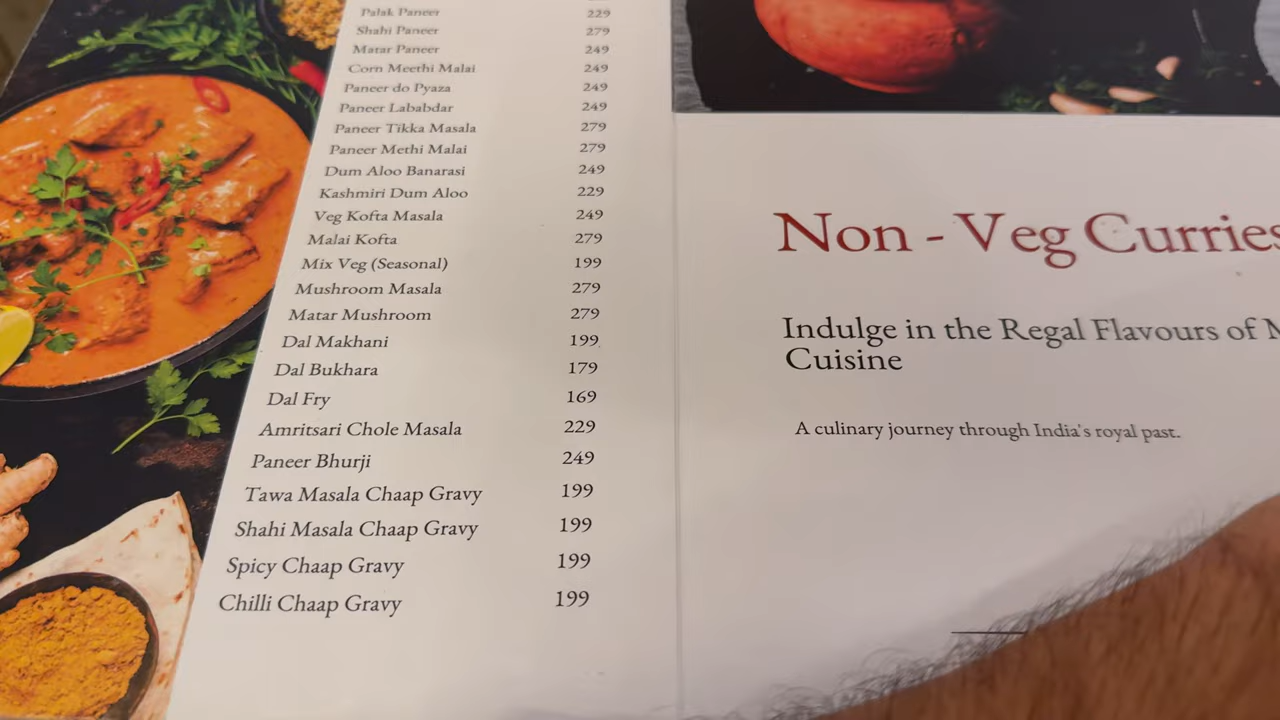 Palak Paneer 229
Shahi Paneer 279
Matar Paneer 249
Corn Meethi Malai 249
Paneer do Pyaza 249
Paneer Lababdar 249
Paneer Tikka Masala 279
Paneer Methi Malai 279
Dum Aloo Banarasi 249
Kashmiri Dum Aloo 229
Veg Kofta Masala 249
Malai Kofta 279
Mix Veg (Seasonal) 199
Mushroom Masala 279
Matar Mushroom 279
Dal Makhani 199
Dal Bukhara 179
Dal Fry 169
Amritsari Chole Masala 229
Paneer Bhurji 249
Tawa Masala Chaap Gravy 199
Shahi Masala Chaap Gravy 199
Spicy Chaap Gravy 199
Chilli Chaap Gravy 199
Non - Veg Curries
Indulge in the Regal Flavours of
Cuisine
A culinary journey through India's royal past.